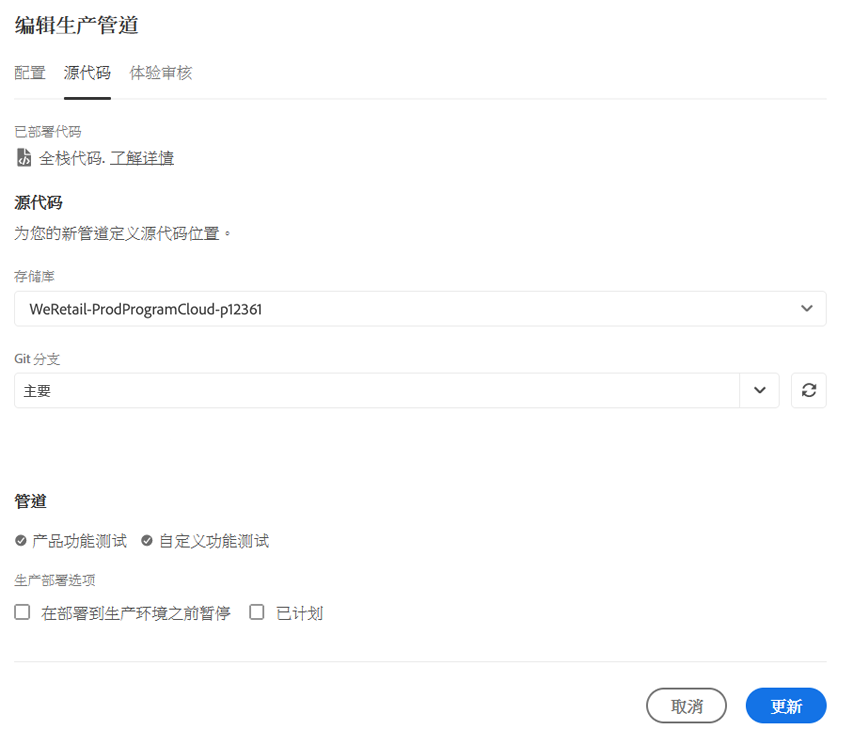 编辑生产管道
配置 源代码 体验审核
已部署代码
全栈代码. 了解详情
源代码
为您的新管道定义源代码位置。
存储库
WeRetail-ProdProgramCloud-p12361
Git 分支
主要
管道
产品功能测试 自定义功能测试
生产部署选项
在部署到生产环境之前暂停 已计划
取消 更新